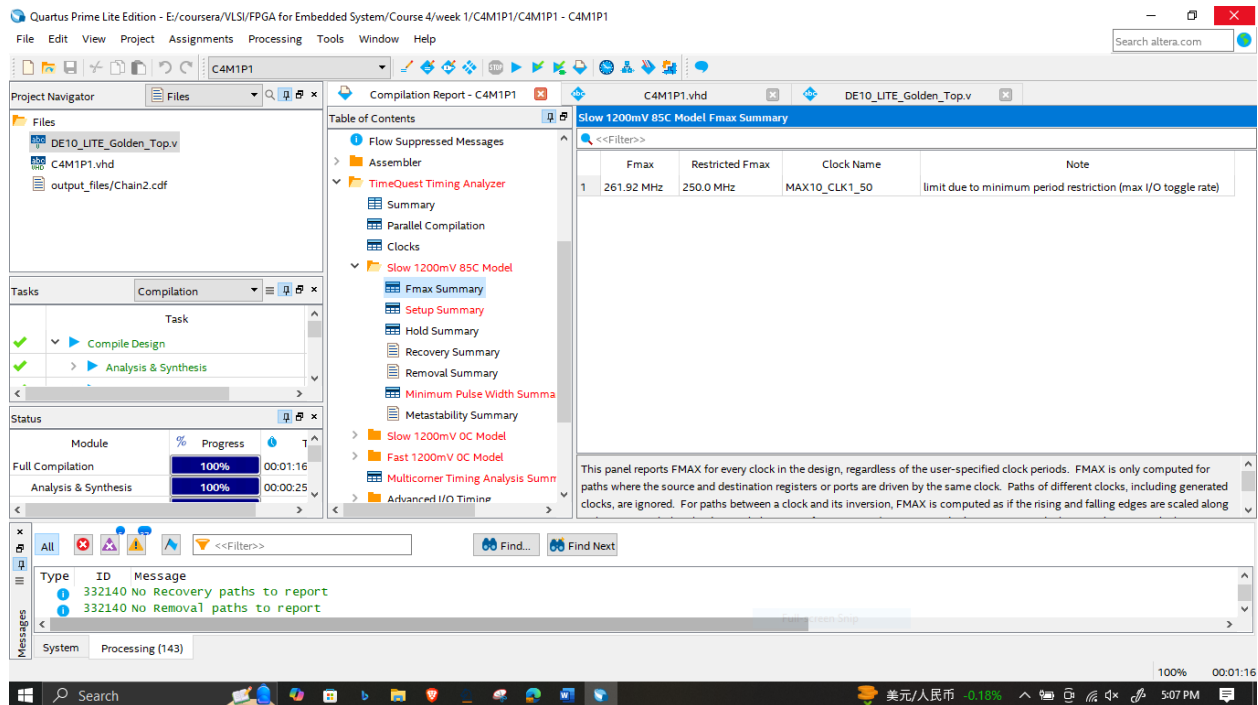 Quartus Prime Lite Edition - E:/coursera/VLSI/FPGA for Embedded System/Course 4/week 1/C4M1P1/C4M1P1 - C4M1P1
File Edit View Project Assignments Processing Tools Window Help
Search altera.com
C4M1P1
Project Navigator Files
Files
DE10_LITE_Golden_Top.v
C4M1P1.vhd
output_files/Chain2.cdf
Tasks Compilation
Task
Compile Design
Analysis & Synthesis
Status
Module % Progress
Full Compilation 100% 00:01:16
Analysis & Synthesis 100% 00:00:25
Compilation Report - C4M1P1
C4M1P1.vhd
DE10_LITE_Golden_Top.v
Table of Contents
Flow Suppressed Messages
Assembler
TimeQuest Timing Analyzer
Summary
Parallel Compilation
Clocks
Slow 1200mV 85C Model
Fmax Summary
Setup Summary
Hold Summary
Recovery Summary
Removal Summary
Minimum Pulse Width Summa
Metastability Summary
Slow 1200mV 0C Model
Fast 1200mV 0C Model
Multicorner Timing Analysis Summ
Advanced I/O Timing
Slow 1200mV 85C Model Fmax Summary
<<Filter>>
Fmax Restricted Fmax Clock Name Note
1 261.92 MHz 250.0 MHz MAX10_CLK1_50 limit due to minimum period restriction (max I/O toggle rate)
This panel reports FMAX for every clock in the design, regardless of the user-specified clock periods. FMAX is only computed for
paths where the source and destination registers or ports are driven by the same clock. Paths of different clocks, including generated
clocks, are ignored. For paths between a clock and its inversion, FMAX is computed as if the rising and falling edges are scaled along
All <<Filter>> Find... Find Next
Type ID Message
332140 No Recovery paths to report
332140 No Removal paths to report
Full-screen Snip
Messages
System Processing (143)
100% 00:01:16
Search
美元/人民币 -0.18% 5:07 PM